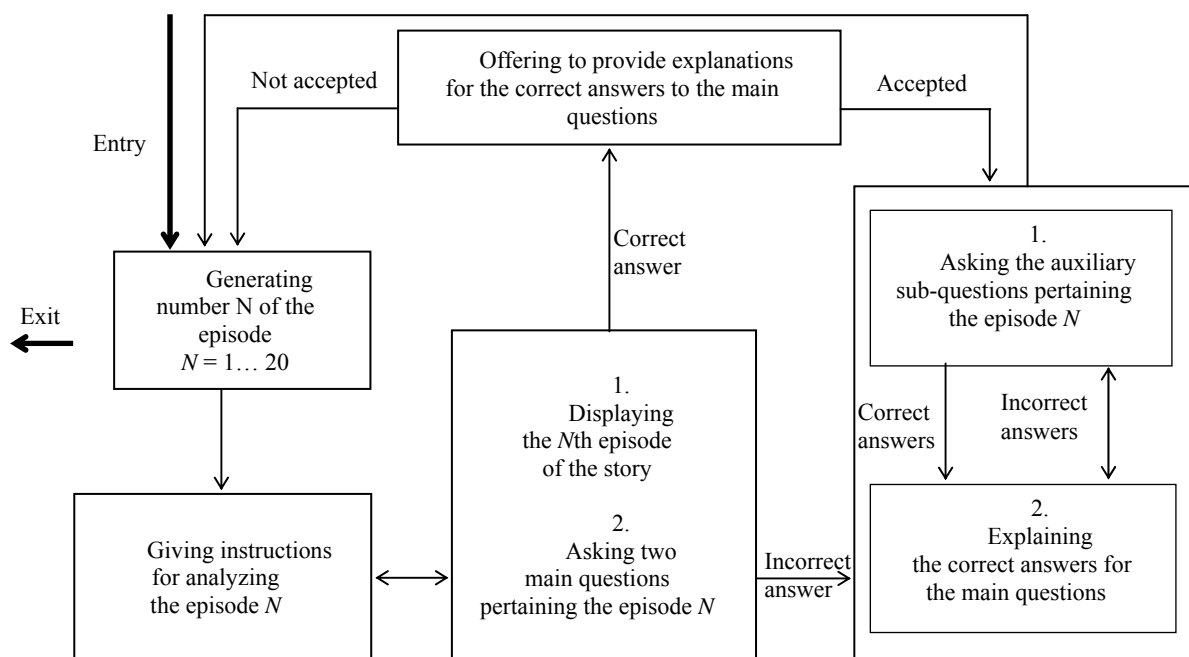 Offering to provide explanations
for the correct answers to the main
questions
Not accepted
Accepted
Entry
Correct
answer
Generating
number N of the
episode
N = 1… 20
Exit
1.
Asking the auxiliary
sub-questions pertaining
the episode N
1.
Displaying
the Nth episode
of the story
2.
Asking two
main questions
pertaining the episode N
Correct
answers
Incorrect
answers
Giving instructions
for analyzing
the episode N
Incorrect
answer
2.
Explaining
the correct answers for
the main questions